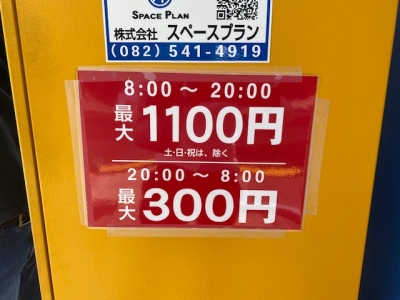 SPACE PLAN
株式会社 スペースプラン
(082) 541-4919
8:00 ～ 20:00
最大 1100円
土・日・祝は、除く
20:00 ～ 8:00
最大 300円